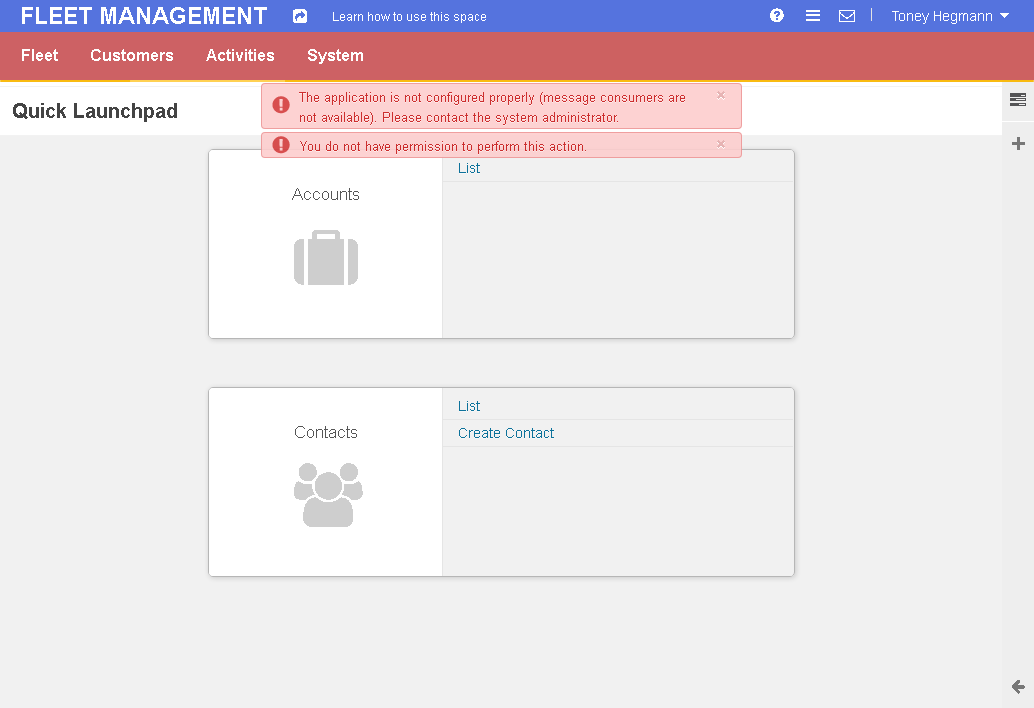 FLEET MANAGEMENT
Learn how to use this space
Toney Hegmann
Fleet
Customers
Activities
System
The application is not configured properly (message consumers are
not available). Please contact the system administrator.
You do not have permission to perform this action.
Quick Launchpad
Accounts
List
Contacts
List
Create Contact